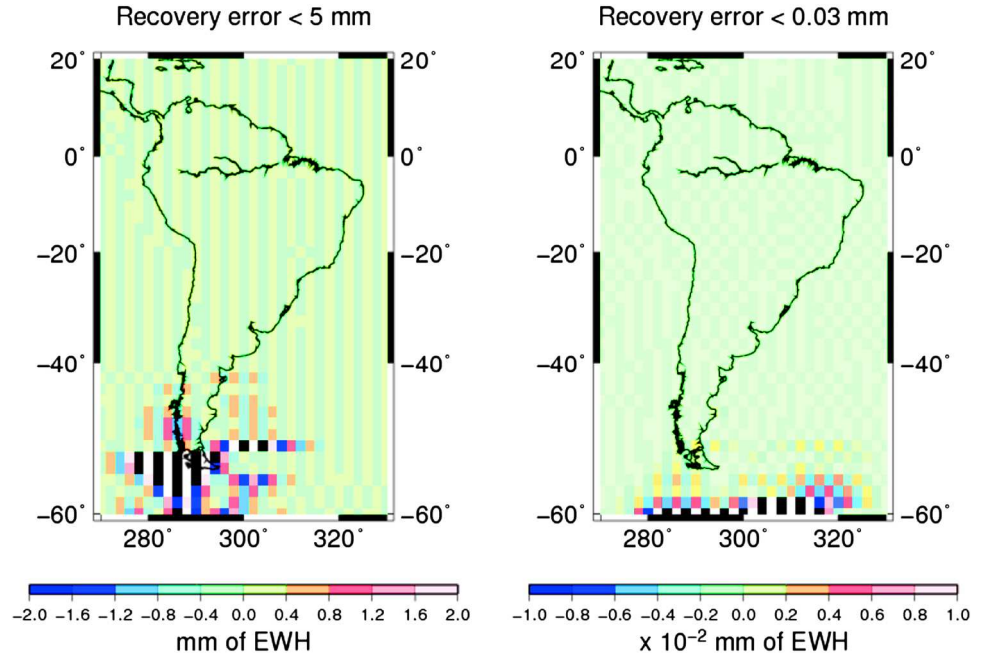 Recovery error < 5 mm
Recovery error < 0.03 mm
20° 20° 20° 20°
0° 0° 0° 0°
−20° −20° −20° −20°
−40° −40° −40° −40°
−60° −60° −60° −60°
280° 300° 320° 280° 300° 320°
−2.0 −1.6 −1.2 −0.8 −0.4 0.0 0.4 0.8 1.2 1.6 2.0
−1.0 −0.8 −0.6 −0.4 −0.2 0.0 0.2 0.4 0.6 0.8 1.0
mm of EWH
x 10⁻² mm of EWH